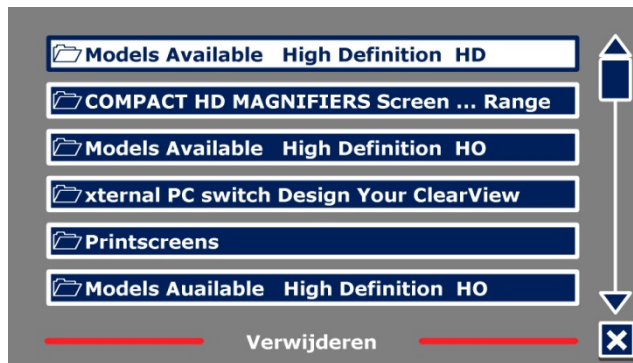 Models Available High Definition HD
COMPACT HD MAGNIFIERS Screen ... Range
Models Available High Definition HO
xternal PC switch Design Your ClearView
Printscreens
Models Auailable High Definition HO
Verwijderen